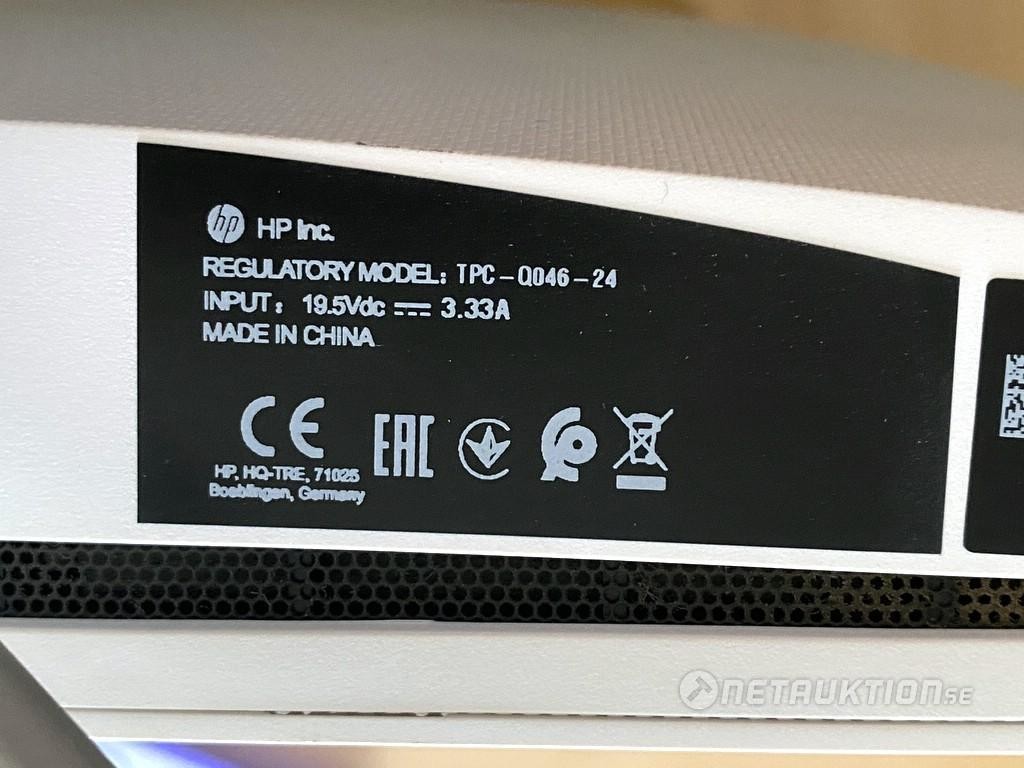 hp HP Inc.
REGULATORY MODEL: TPC-Q046-24
INPUT: 19.5Vdc ⎓ 3.33A
MADE IN CHINA
CE
EAC
HP, HQ-TRE, 71025
Boeblingen, Germany
NETAUKTION.SE